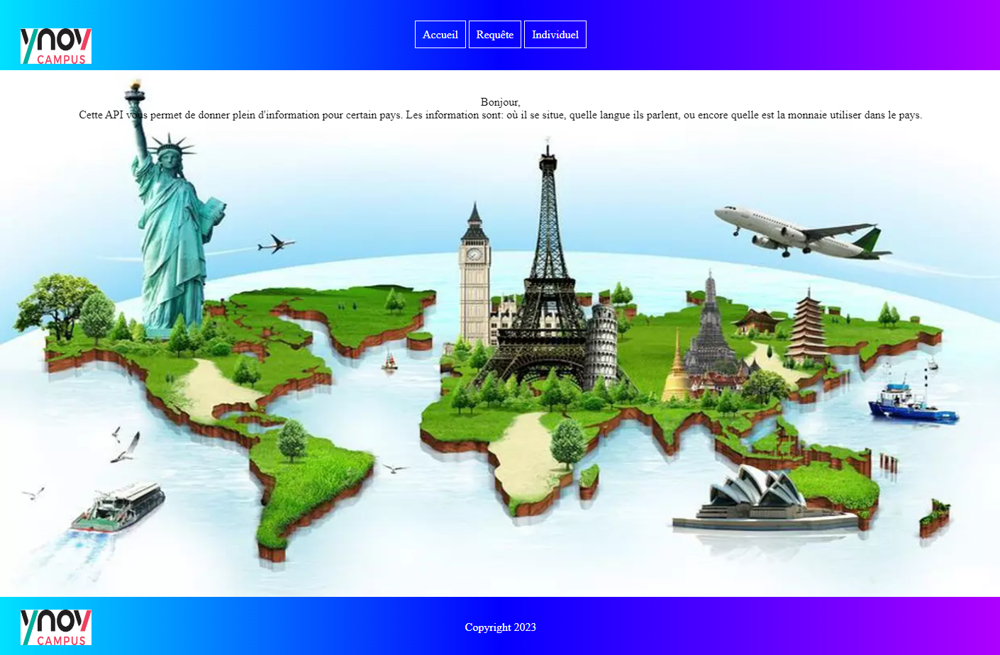 ynov
CAMPUS
Accueil Requête Individuel
Bonjour,
Cette API vous permet de donner plein d'information pour certain pays. Les information sont: où il se situe, quelle langue ils parlent, ou encore quelle est la monnaie utiliser dans le pays.
ynov
CAMPUS
Copyright 2023